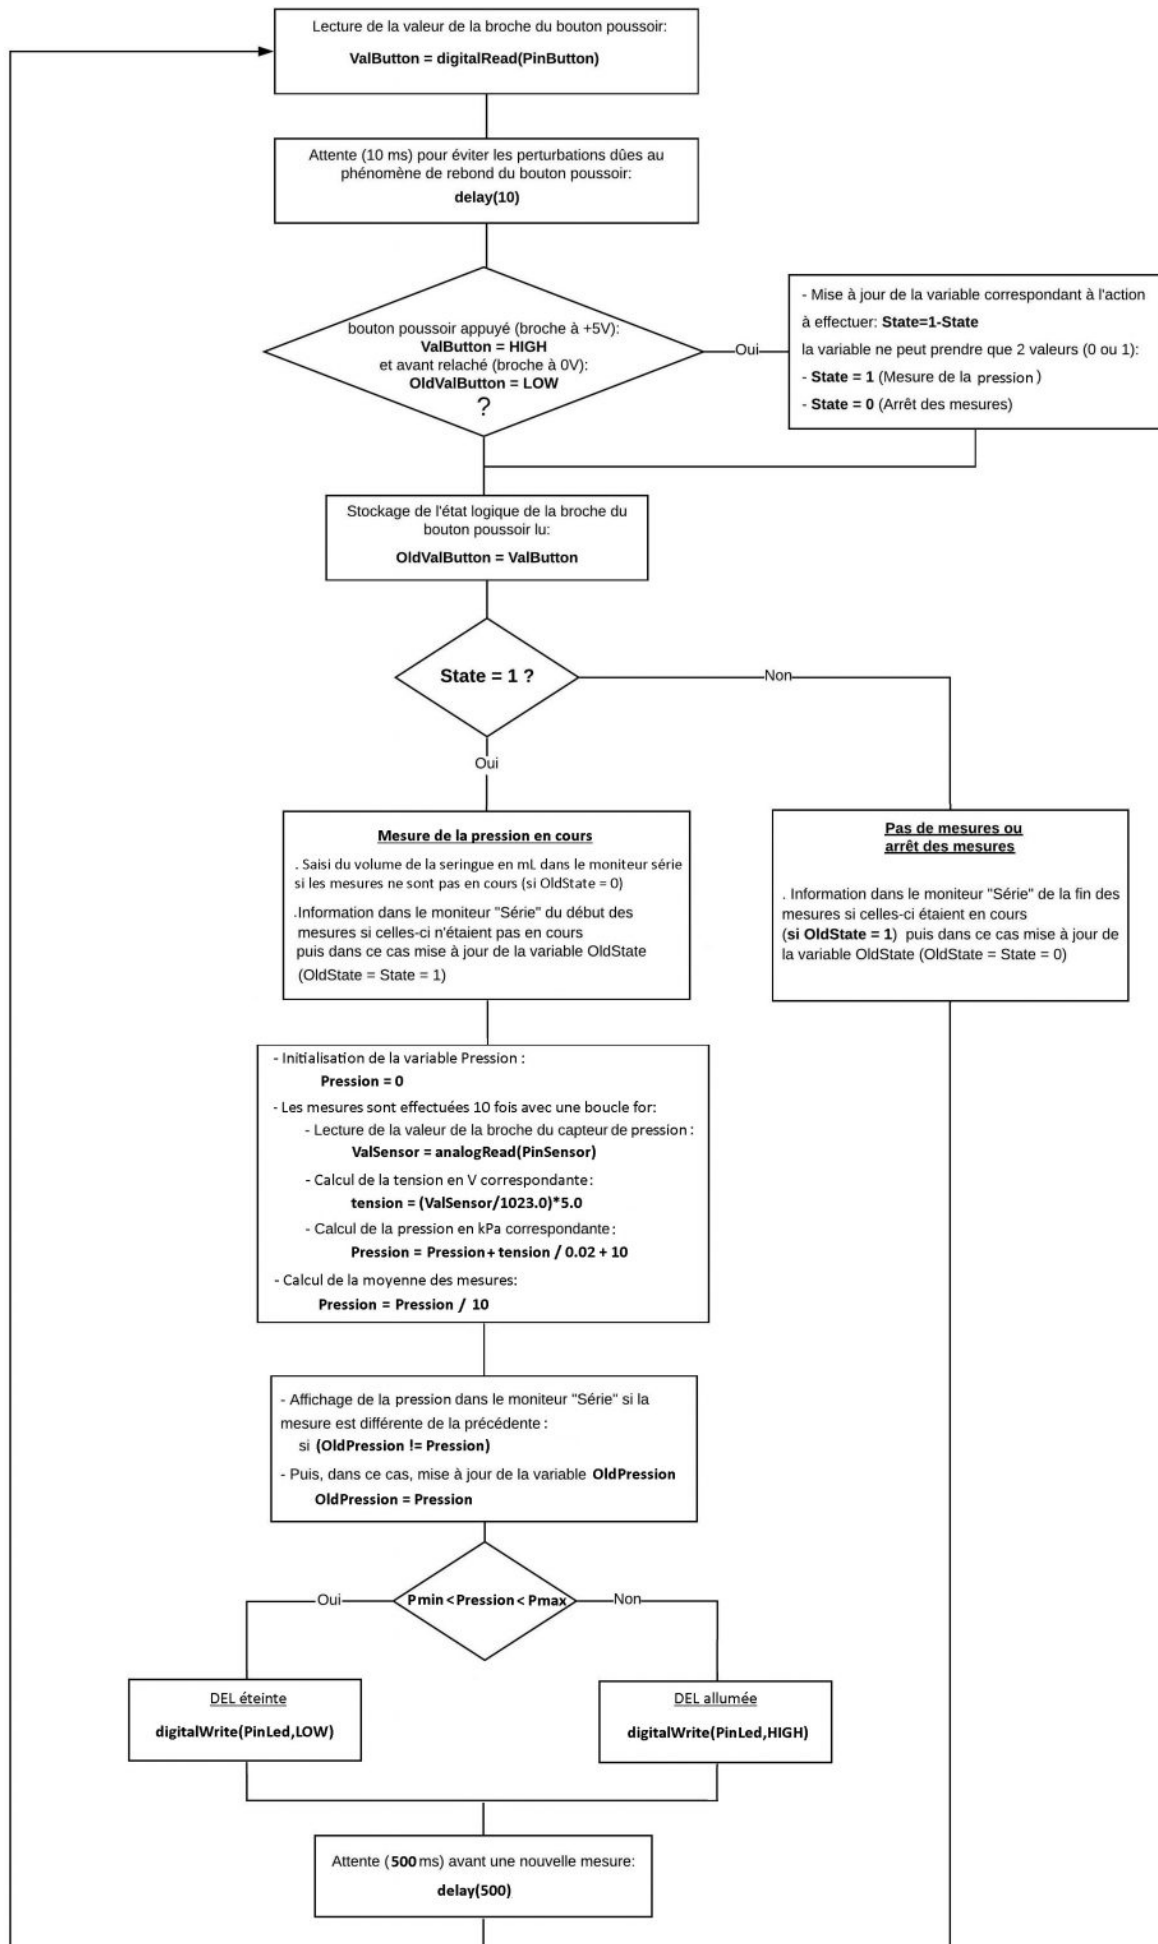 Lecture de la valeur de la broche du bouton poussoir:
ValButton = digitalRead(PinButton)
Attente (10 ms) pour éviter les perturbations dûes au
phénomène de rebond du bouton poussoir:
delay(10)
bouton poussoir appuyé (broche à +5V):
ValButton = HIGH
et avant relaché (broche à 0V):
OldValButton = LOW
?
Oui
- Mise à jour de la variable correspondant à l'action
à effectuer: State=1-State
la variable ne peut prendre que 2 valeurs (0 ou 1):
- State = 1 (Mesure de la pression)
- State = 0 (Arrêt des mesures)
Stockage de l'état logique de la broche du
bouton poussoir lu:
OldValButton = ValButton
State = 1 ?
Non
Oui
Mesure de la pression en cours
. Saisi du volume de la seringue en mL dans le moniteur série
si les mesures ne sont pas en cours (si OldState = 0)
.Information dans le moniteur "Série" du début des
mesures si celles-ci n'étaient pas en cours
puis dans ce cas mise à jour de la variable OldState
(OldState = State = 1)
Pas de mesures ou
arrêt des mesures
. Information dans le moniteur "Série" de la fin des
mesures si celles-ci étaient en cours
(si OldState = 1) puis dans ce cas mise à jour de
la variable OldState (OldState = State = 0)
- Initialisation de la variable Pression :
Pression = 0
- Les mesures sont effectuées 10 fois avec une boucle for:
- Lecture de la valeur de la broche du capteur de pression :
ValSensor = analogRead(PinSensor)
- Calcul de la tension en V correspondante:
tension = (ValSensor/1023.0)*5.0
- Calcul de la pression en kPa correspondante:
Pression = Pression + tension / 0.02 + 10
- Calcul de la moyenne des mesures:
Pression = Pression / 10
- Affichage de la pression dans le moniteur "Série" si la
mesure est différente de la précédente :
si (OldPression != Pression)
- Puis, dans ce cas, mise à jour de la variable OldPression
OldPression = Pression
Oui
Pmin < Pression < Pmax
Non
DEL éteinte
digitalWrite(PinLed,LOW)
DEL allumée
digitalWrite(PinLed,HIGH)
Attente (500 ms) avant une nouvelle mesure:
delay(500)